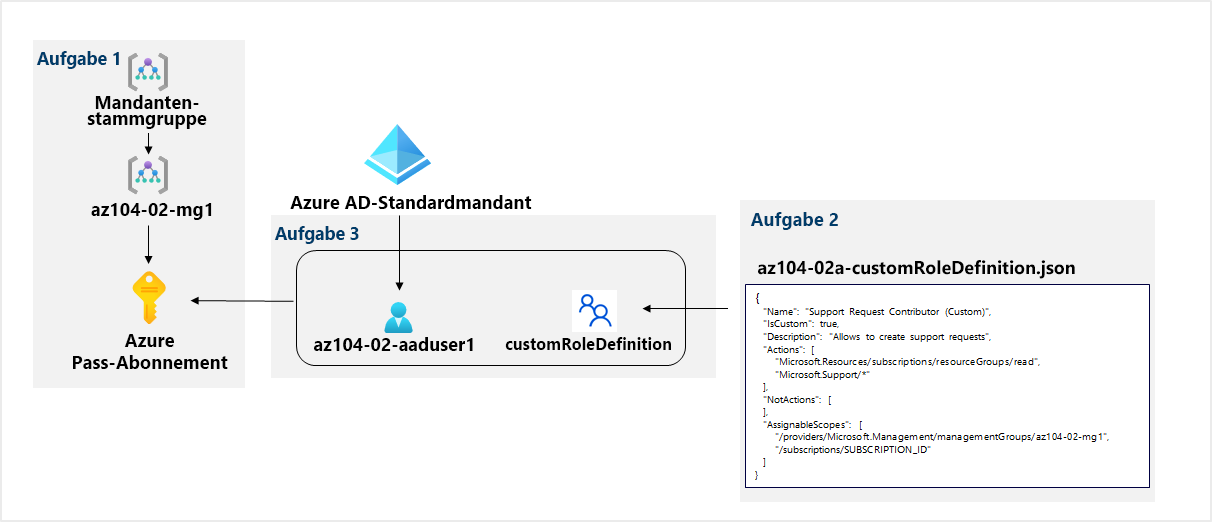 Aufgabe 1
Mandanten-
stammgruppe
az104-02-mg1
Azure
Pass-Abonnement
Azure AD-Standardmandant
Aufgabe 3
az104-02-aaduser1
customRoleDefinition
Aufgabe 2
az104-02a-customRoleDefinition.json
{
"Name": "Support Request Contributor (Custom)",
"IsCustom": true,
"Description": "Allows to create support requests",
"Actions": [
"Microsoft.Resources/subscriptions/resourceGroups/read",
"Microsoft.Support/*"
],
"NotActions": [
],
"AssignableScopes": [
"/providers/Microsoft.Management/managementGroups/az104-02-mg1",
"/subscriptions/SUBSCRIPTION_ID"
]
}